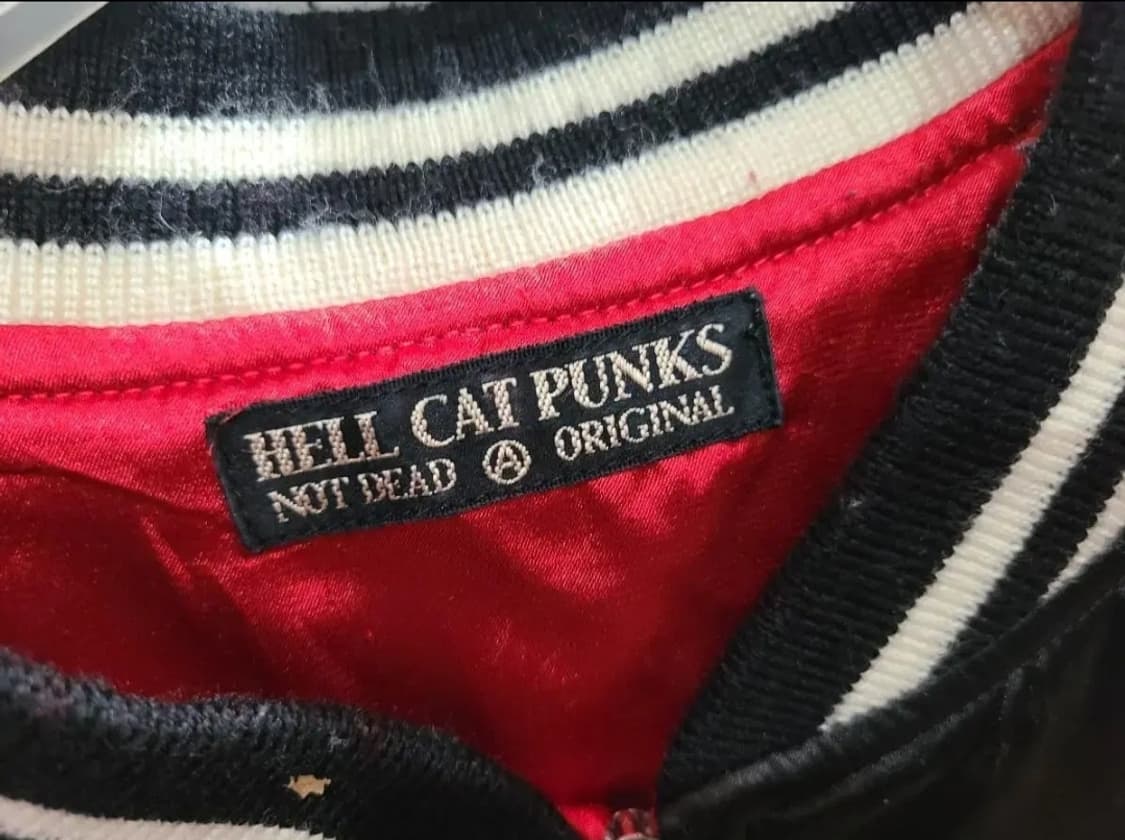 HELL CAT PUNKS
NOT DEAD Ⓐ ORIGINAL